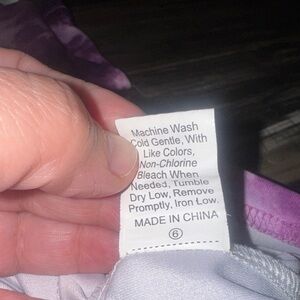 Machine Wash
Cold Gentle, With
Like Colors,
Non-Chlorine
Bleach When
Needed, Tumble
Dry Low, Remove
Promptly, Iron Low.
MADE IN CHINA
6